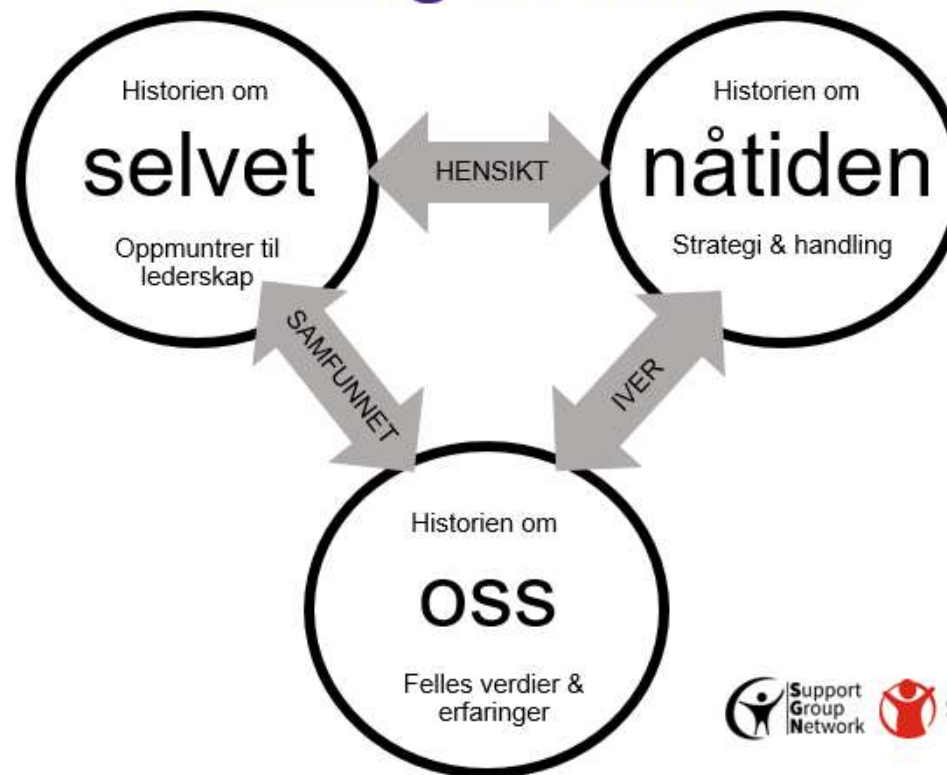 Historien om
selvet
Oppmuntrer til
lederskap
HENSIKT
Historien om
nåtiden
Strategi & handling
SAMFUNNET
IVER
Historien om
oss
Felles verdier &
erfaringer
Support
Group
Network